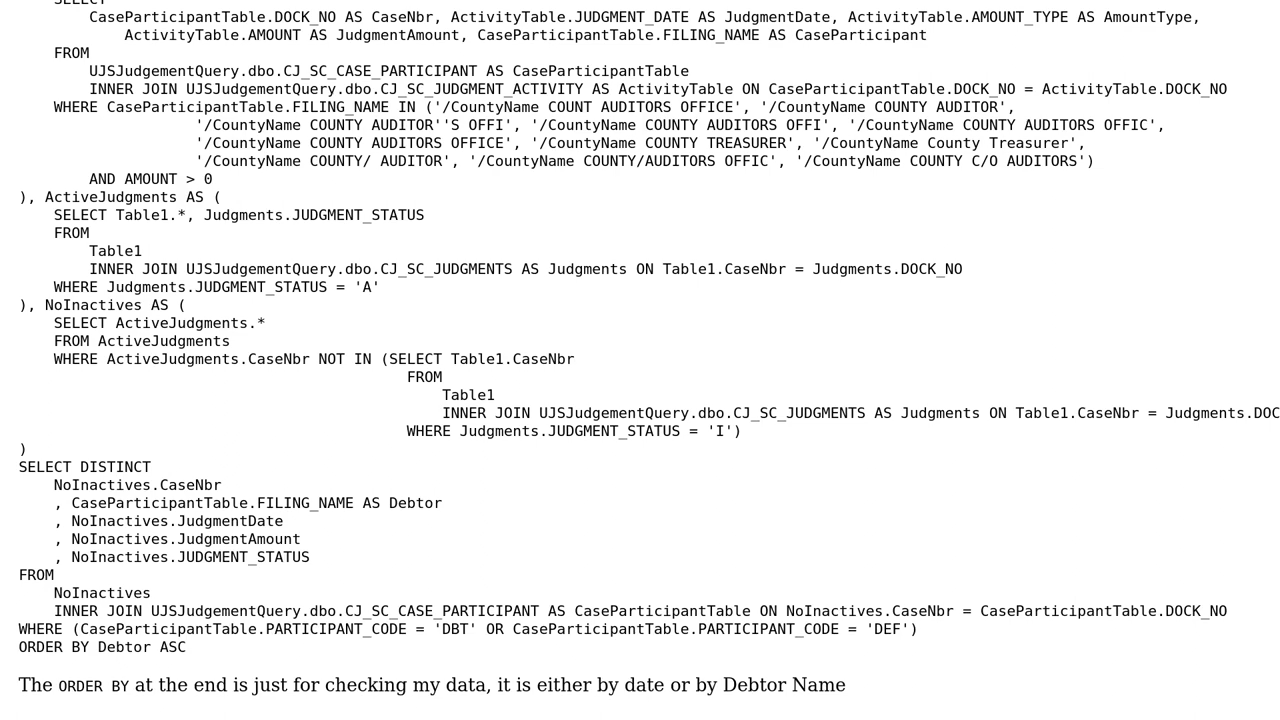 SELECT
CaseParticipantTable.DOCK_NO AS CaseNbr, ActivityTable.JUDGMENT_DATE AS JudgmentDate, ActivityTable.AMOUNT_TYPE AS AmountType,
ActivityTable.AMOUNT AS JudgmentAmount, CaseParticipantTable.FILING_NAME AS CaseParticipant
FROM
UJSJudgementQuery.dbo.CJ_SC_CASE_PARTICIPANT AS CaseParticipantTable
INNER JOIN UJSJudgementQuery.dbo.CJ_SC_JUDGMENT_ACTIVITY AS ActivityTable ON CaseParticipantTable.DOCK_NO = ActivityTable.DOCK_NO
WHERE CaseParticipantTable.FILING_NAME IN ('/CountyName COUNT AUDITORS OFFICE', '/CountyName COUNTY AUDITOR',
'/CountyName COUNTY AUDITOR''S OFFI', '/CountyName COUNTY AUDITORS OFFI', '/CountyName COUNTY AUDITORS OFFIC',
'/CountyName COUNTY AUDITORS OFFICE', '/CountyName COUNTY TREASURER', '/CountyName County Treasurer',
'/CountyName COUNTY/ AUDITOR', '/CountyName COUNTY/AUDITORS OFFIC', '/CountyName COUNTY C/O AUDITORS')
AND AMOUNT > 0
), ActiveJudgments AS (
SELECT Table1.*, Judgments.JUDGMENT_STATUS
FROM
Table1
INNER JOIN UJSJudgementQuery.dbo.CJ_SC_JUDGMENTS AS Judgments ON Table1.CaseNbr = Judgments.DOCK_NO
WHERE Judgments.JUDGMENT_STATUS = 'A'
), NoInactives AS (
SELECT ActiveJudgments.*
FROM ActiveJudgments
WHERE ActiveJudgments.CaseNbr NOT IN (SELECT Table1.CaseNbr
FROM
Table1
INNER JOIN UJSJudgementQuery.dbo.CJ_SC_JUDGMENTS AS Judgments ON Table1.CaseNbr = Judgments.DOC
WHERE Judgments.JUDGMENT_STATUS = 'I')
)
SELECT DISTINCT
NoInactives.CaseNbr
, CaseParticipantTable.FILING_NAME AS Debtor
, NoInactives.JudgmentDate
, NoInactives.JudgmentAmount
, NoInactives.JUDGMENT_STATUS
FROM
NoInactives
INNER JOIN UJSJudgementQuery.dbo.CJ_SC_CASE_PARTICIPANT AS CaseParticipantTable ON NoInactives.CaseNbr = CaseParticipantTable.DOCK_NO
WHERE (CaseParticipantTable.PARTICIPANT_CODE = 'DBT' OR CaseParticipantTable.PARTICIPANT_CODE = 'DEF')
ORDER BY Debtor ASC
The ORDER BY at the end is just for checking my data, it is either by date or by Debtor Name